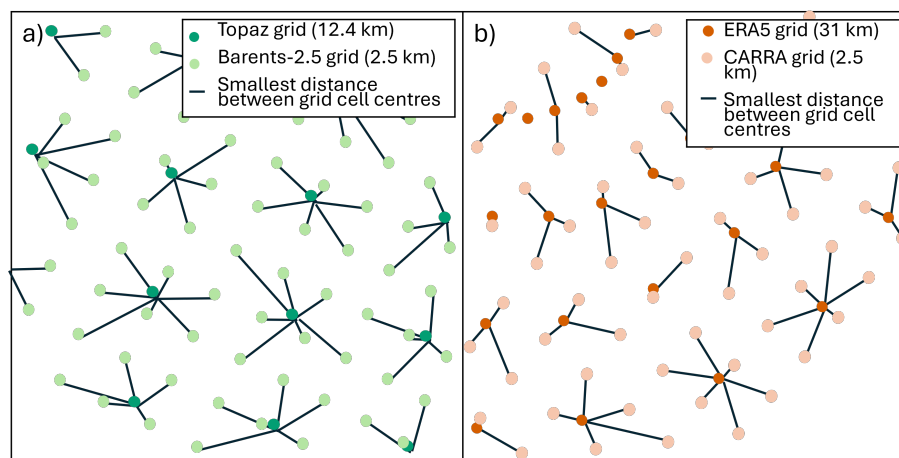 a)
Topaz grid (12.4 km)
Barents-2.5 grid (2.5 km)
Smallest distance
between grid cell centres
b)
ERA5 grid (31 km)
CARRA grid (2.5
km)
Smallest distance
between grid cell
centres